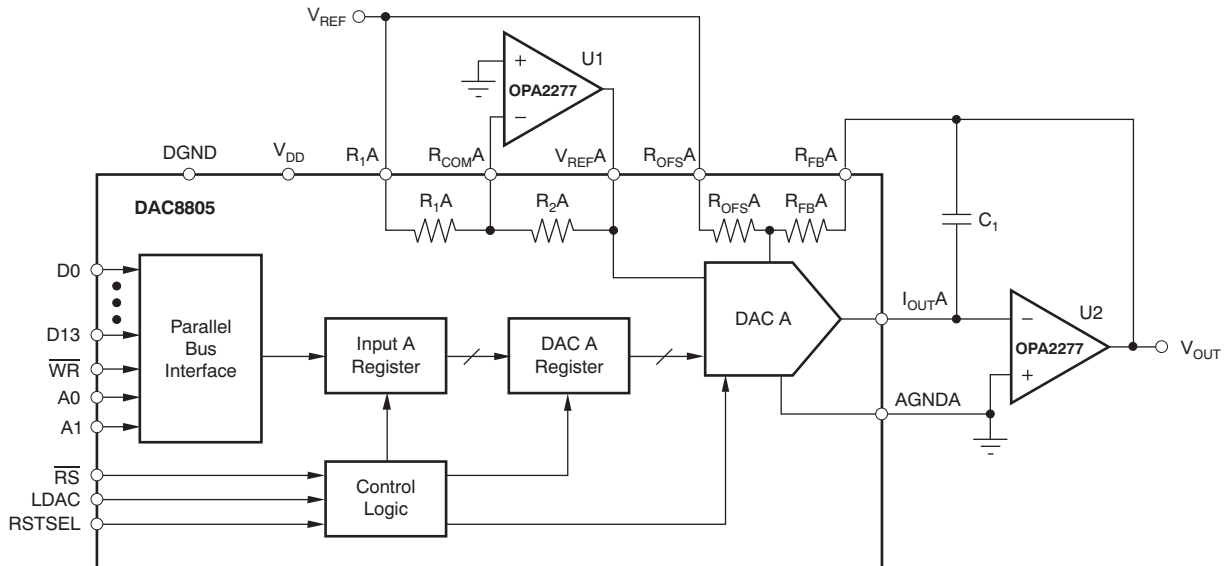 V_REF
U1
+
OPA2277
−
DGND
V_DD
R_1A
R_COMA
V_REFA
R_OFSA
R_FBA
DAC8805
R_1A
R_2A
R_OFSA
R_FBA
C_1
D0
D13
WR
A0
A1
Parallel
Bus
Interface
Input A
Register
DAC A
Register
DAC A
I_OUTA
−
U2
OPA2277
+
V_OUT
AGNDA
RS
LDAC
RSTSEL
Control
Logic